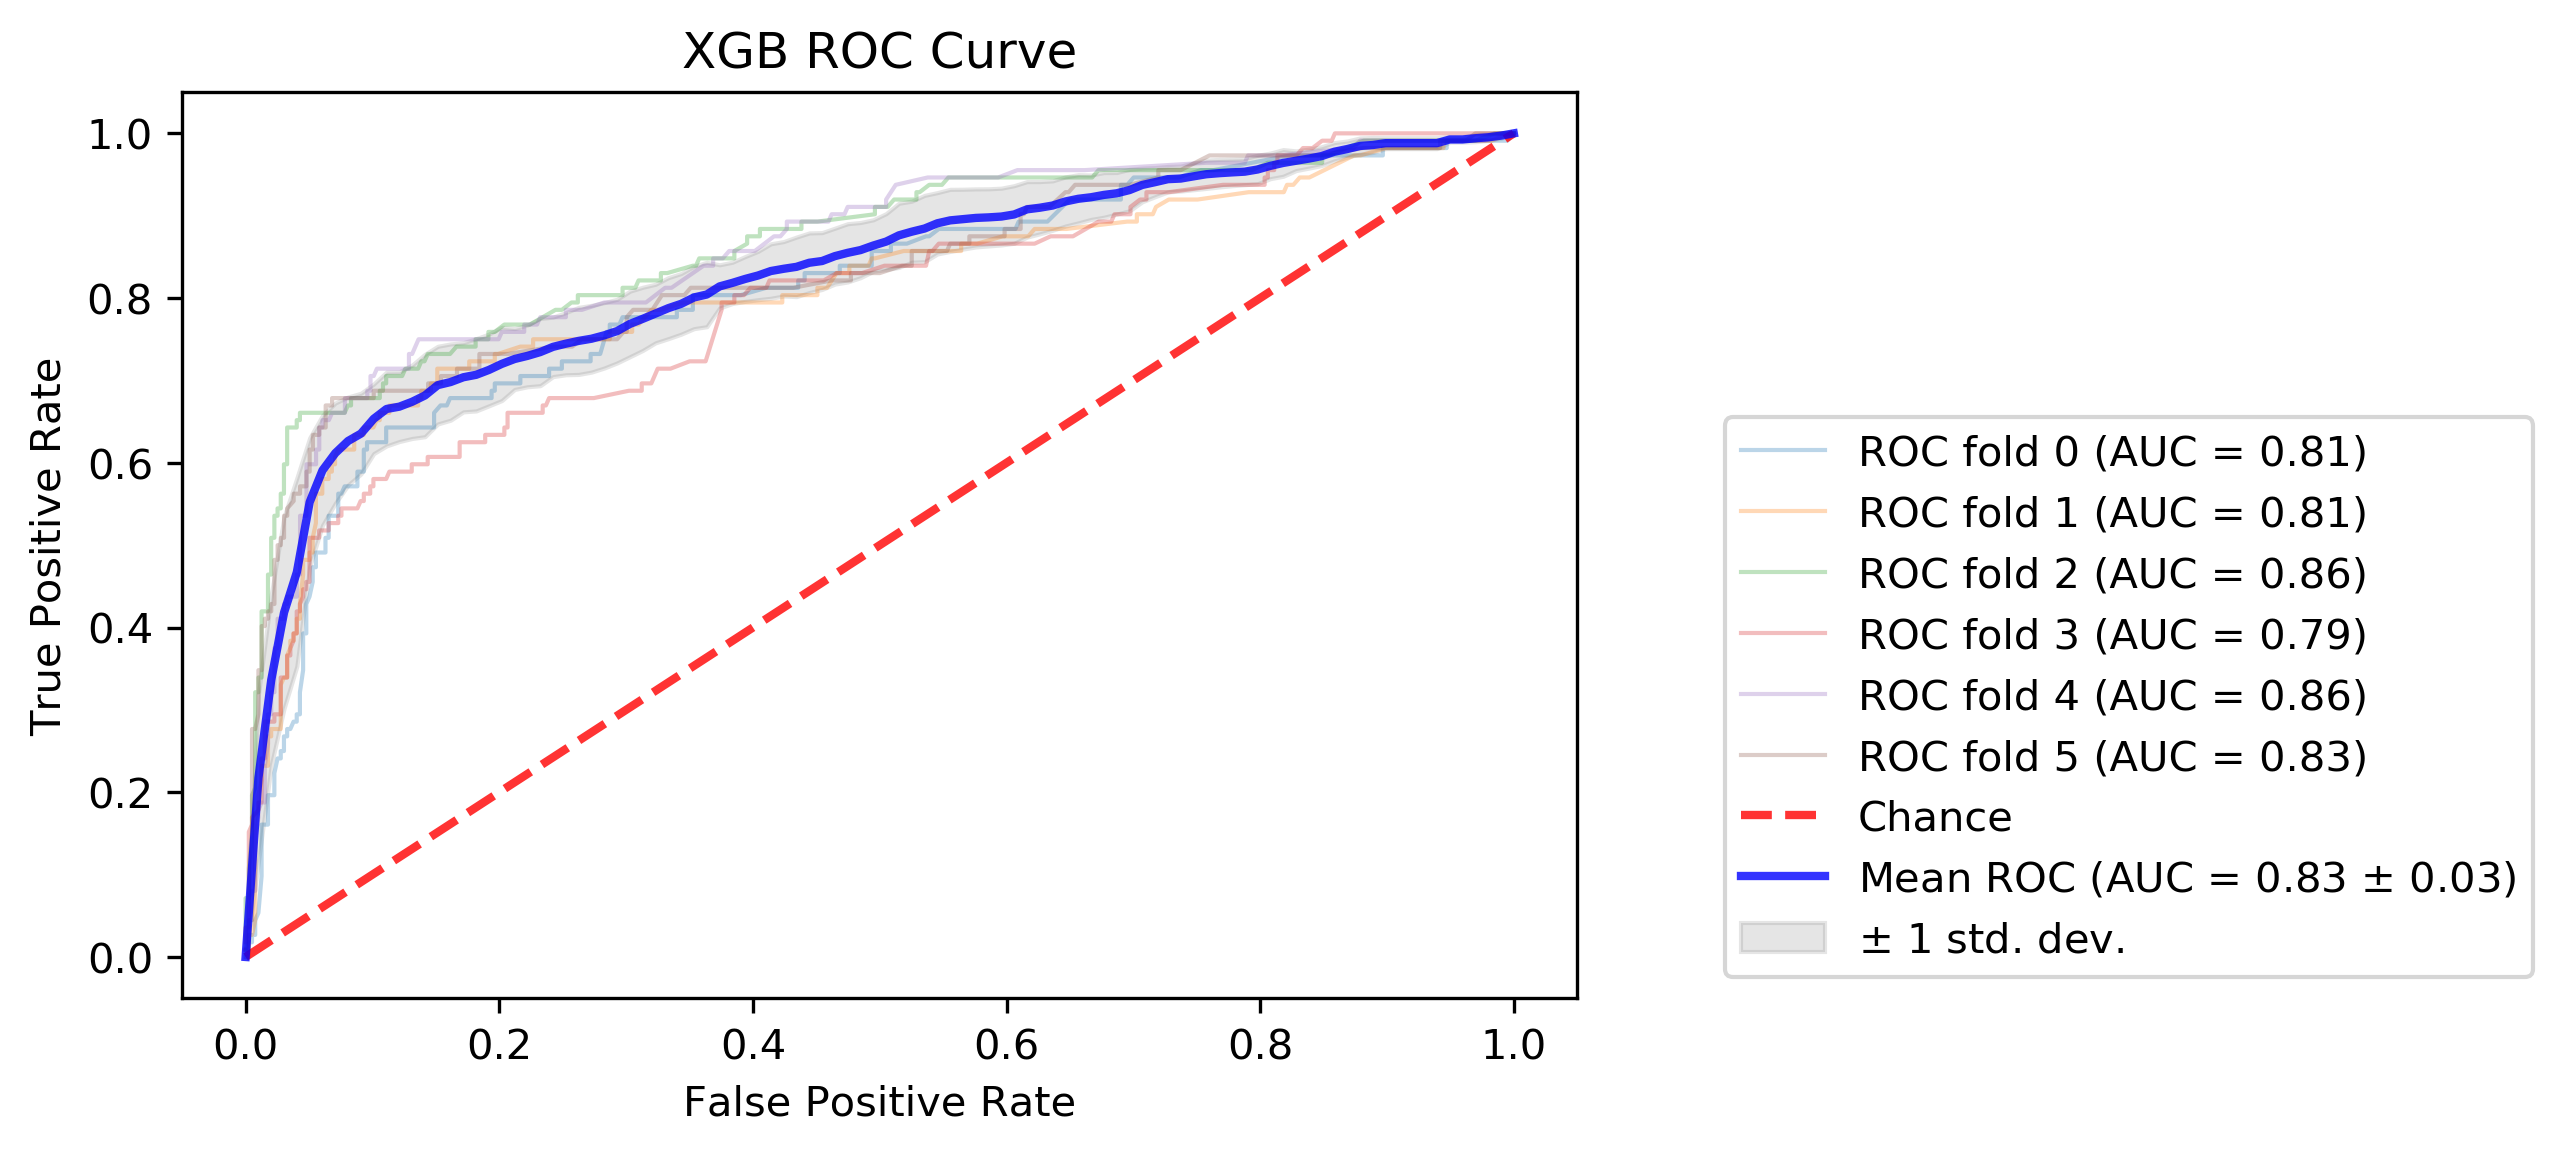 XGB ROC Curve
True Positive Rate
1.0
0.8
0.6
0.4
0.2
0.0
0.0 0.2 0.4 0.6 0.8 1.0
False Positive Rate
ROC fold 0 (AUC = 0.81)
ROC fold 1 (AUC = 0.81)
ROC fold 2 (AUC = 0.86)
ROC fold 3 (AUC = 0.79)
ROC fold 4 (AUC = 0.86)
ROC fold 5 (AUC = 0.83)
Chance
Mean ROC (AUC = 0.83 ± 0.03)
± 1 std. dev.